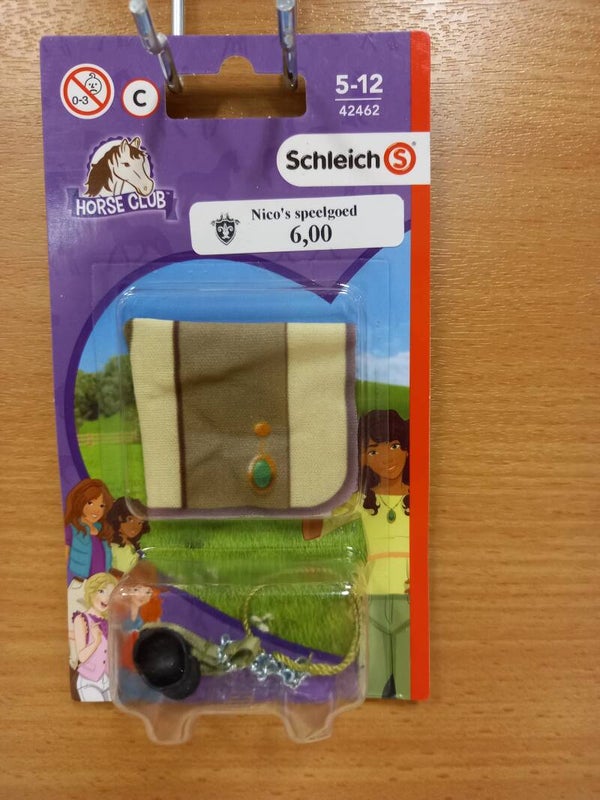 0-3
C
5-12
42462
Schleich S
HORSE CLUB
Nico's speelgoed
6,00